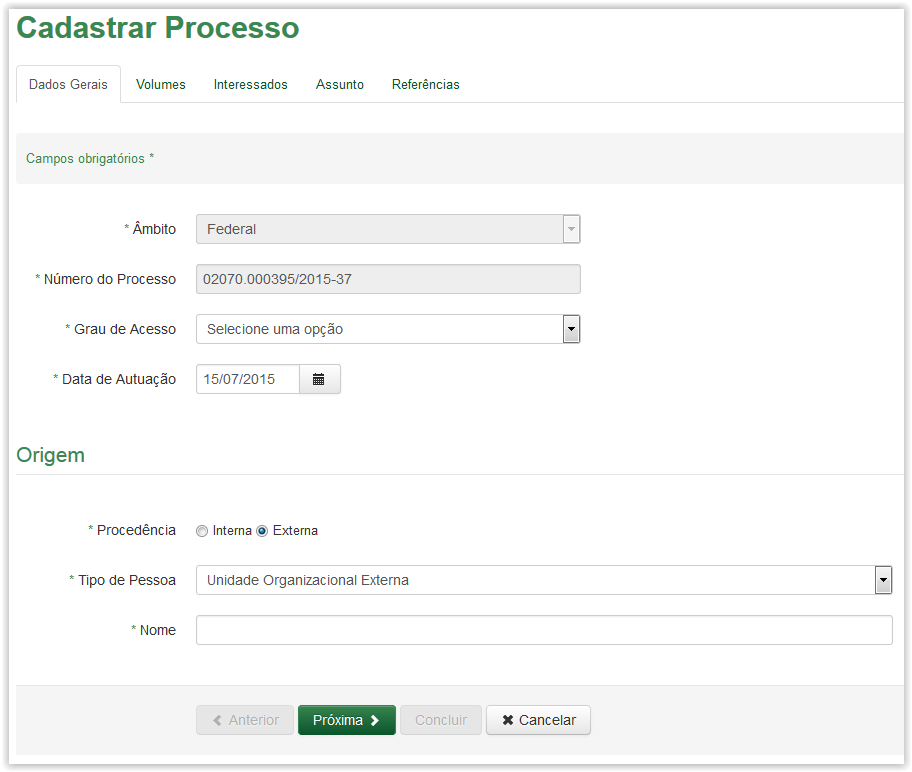 Cadastrar Processo
Dados Gerais Volumes Interessados Assunto Referências
Campos obrigatórios *
* Âmbito Federal
* Número do Processo 02070.000395/2015-37
* Grau de Acesso Selecione uma opção
* Data de Autuação 15/07/2015
Origem
* Procedência Interna Externa
* Tipo de Pessoa Unidade Organizacional Externa
* Nome
Anterior Próxima Concluir Cancelar